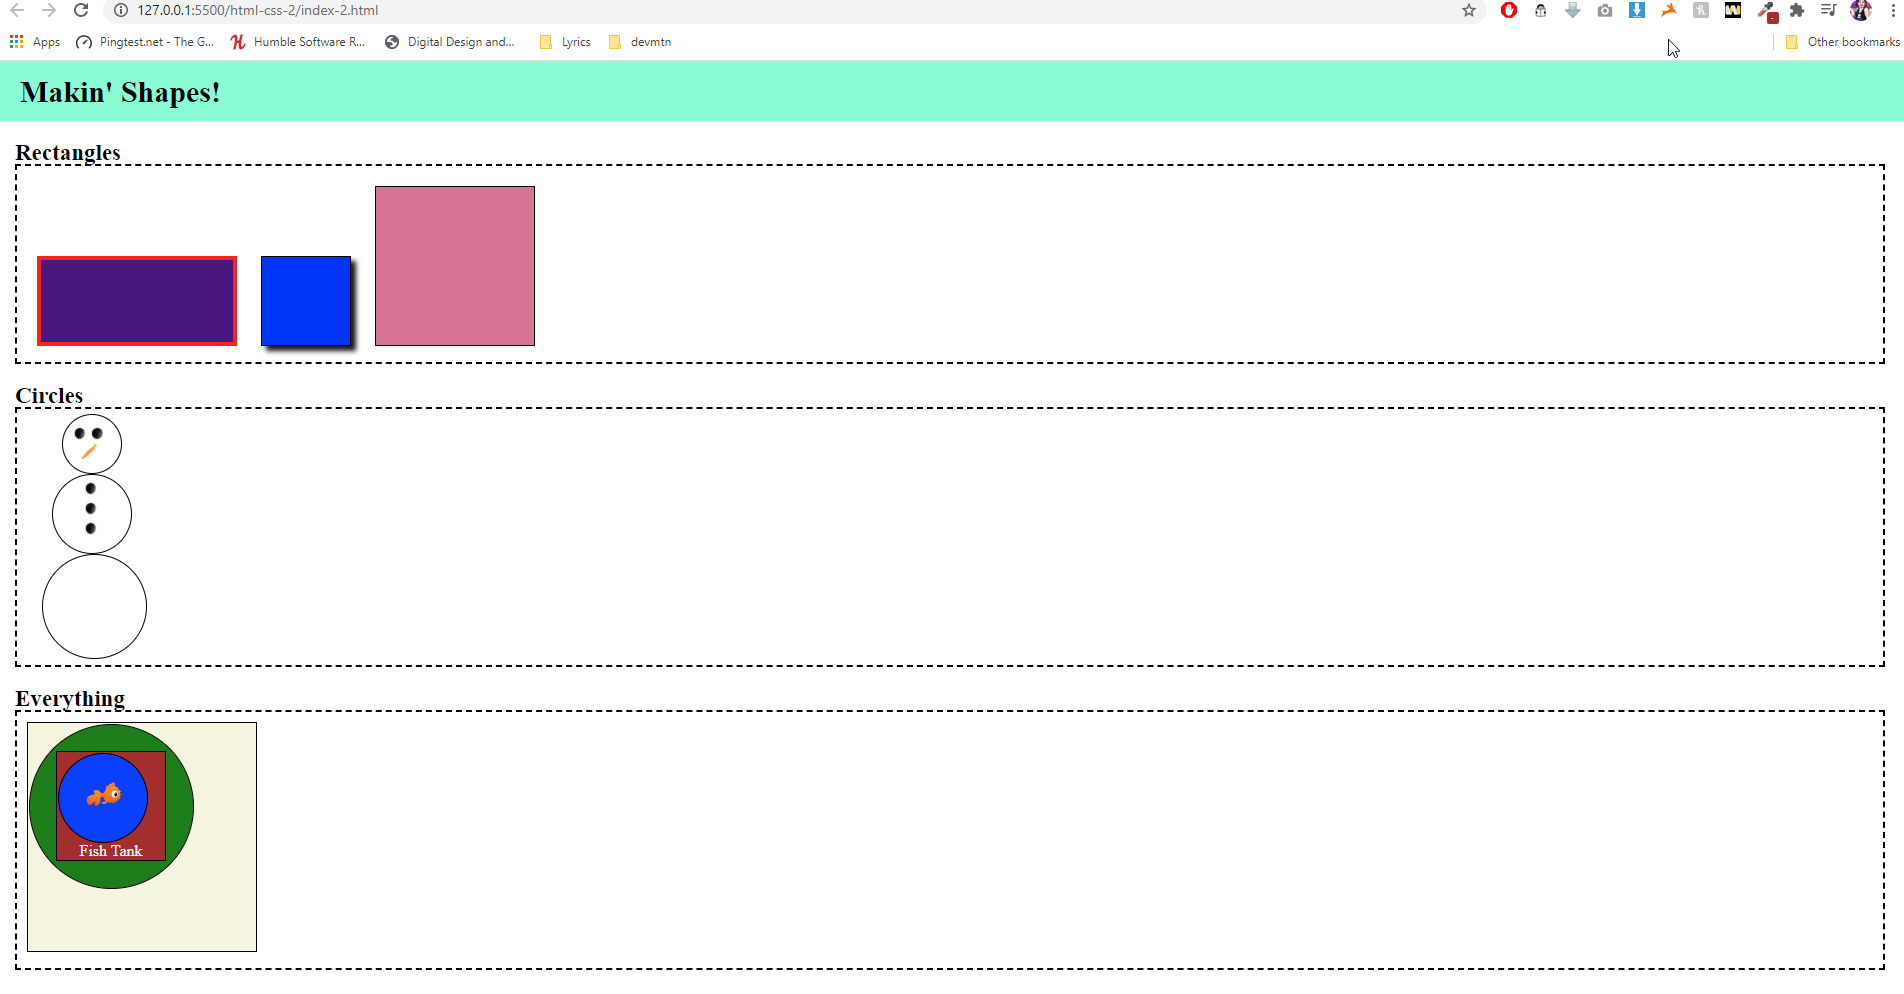 127.0.0.1:5500/html-css-2/index-2.html
Apps Pingtest.net - The G... Humble Software R... Digital Design and... Lyrics devmtn Other bookmarks
Makin' Shapes!
Rectangles
Circles
Everything
Fish Tank